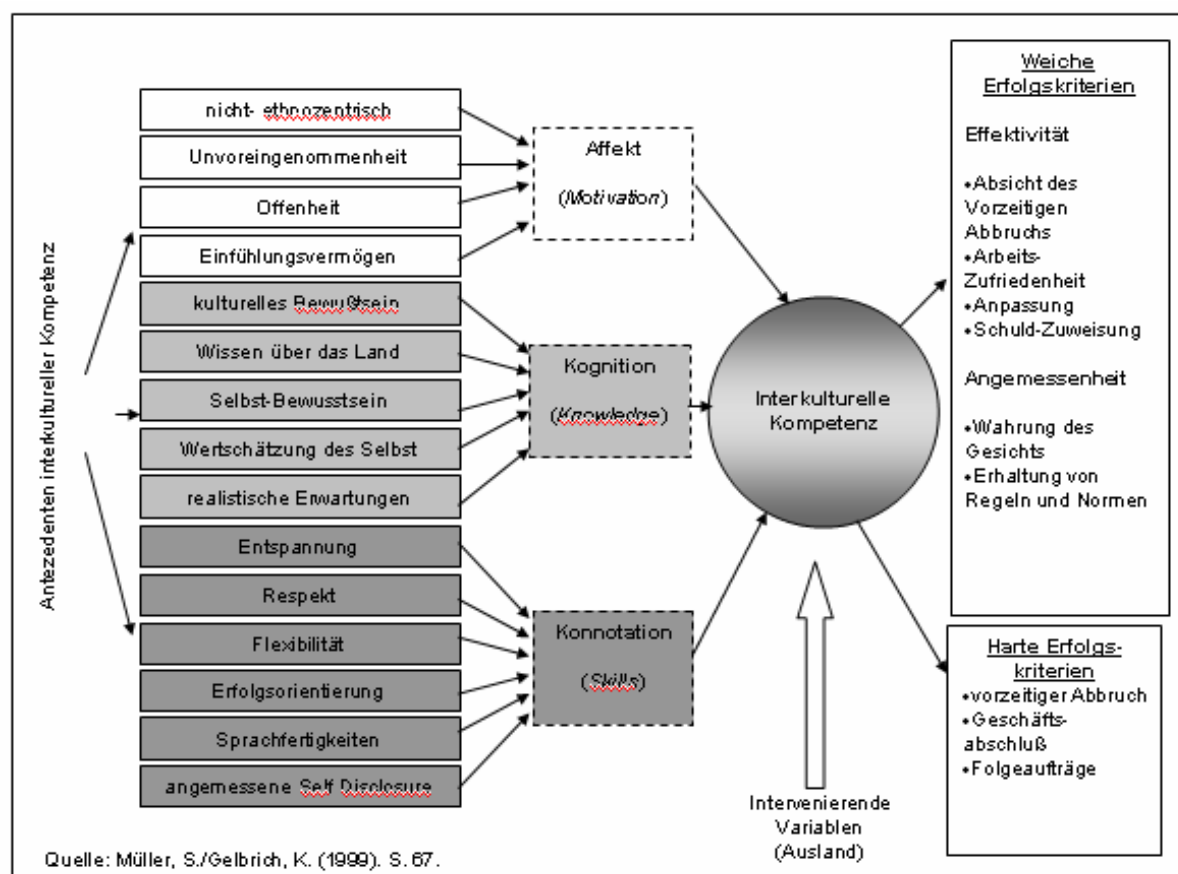 Antezedenten interkultureller Kompetenz
nicht- ethnozentrisch
Unvoreingenommenheit
Offenheit
Einfühlungsvermögen
kulturelles Bewußtsein
Wissen über das Land
Selbst-Bewusstsein
Wertschätzung des Selbst
realistische Erwartungen
Entspannung
Respekt
Flexibilität
Erfolgsorientierung
Sprachfertigkeiten
angemessene Self Disclosure
Affekt
(Motivation)
Kognition
(Knowledge)
Konnotation
(Skills)
Interkulturelle
Kompetenz
Intervenierende
Variablen
(Ausland)
Weiche
Erfolgskriterien
Effektivität
•Absicht des
Vorzeitigen
Abbruchs
•Arbeits-
Zufriedenheit
•Anpassung
•Schuld-Zuweisung
Angemessenheit
•Wahrung des
Gesichts
•Erhaltung von
Regeln und Normen
Harte Erfolgs-
kriterien
•vorzeitiger Abbruch
•Geschäfts-
abschluß
•Folgeaufträge
Quelle: Müller, S./Gelbrich, K. (1999). S. 67.